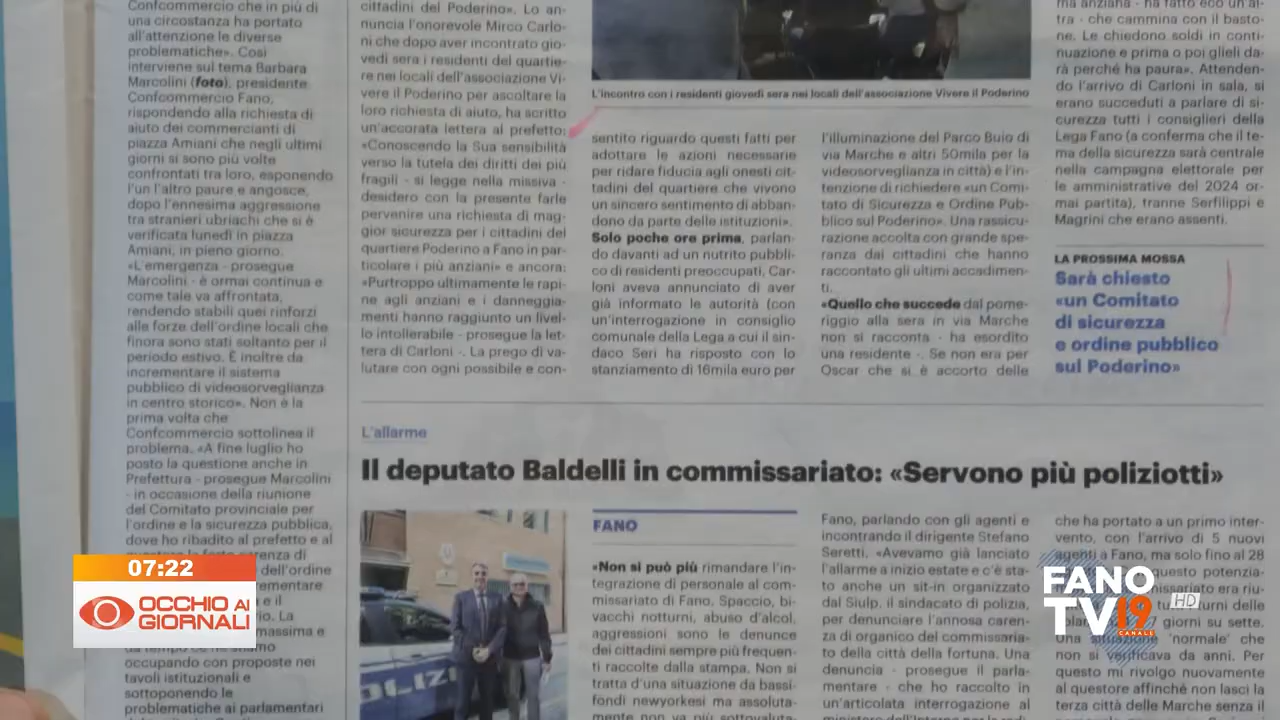 Confcommercio che in più di
una circostanza ha portato
all'attenzione le diverse
problematiche». Così
interviene sul tema Barbara
Marcolini (foto), presidente
Confcommercio Fano,
rispondendo alla richiesta di
aiuto dei commercianti di
piazza Amiani che negli ultimi
giorni si sono più volte
confrontati tra loro, esponendo
l'un l'altro paure e angosce,
dopo l'ennesima aggressione
tra stranieri ubriachi che si è
verificata lunedì in piazza
Amiani, in pieno giorno.
«L'emergenza - prosegue
Marcolini - è ormai continua e
come tale va affrontata,
rendendo stabili quei rinforzi
alle forze dell'ordine locali che
finora sono stati soltanto per il
periodo estivo. È inoltre da
incrementare il sistema
pubblico di videosorveglianza
in centro storico». Non è la
prima volta che
Confcommercio sottolinea il
problema. «A fine luglio ho
posto la questione anche in
Prefettura - prosegue Marcolini
- in occasione della riunione
del Comitato provinciale per
l'ordine e la sicurezza pubblica,
dove ho ribadito al prefetto e al
dell'ordine
e il
massima e
occupando con proposte nei
tavoli istituzionali e
sottoponendo le
problematiche ai parlamentari
cittadini del Poderino». Lo an-
nuncia l'onorevole Mirco Carlo-
ni che dopo aver incontrato gio-
vedì sera i residenti del quartie-
re nei locali dell'associazione Vi-
vere il Poderino per ascoltare la
loro richiesta di aiuto, ha scritto
un'accorata lettera al prefetto:
«Conoscendo la Sua sensibilità
verso la tutela dei diritti dei più
fragili - si legge nella missiva -
desidero con la presente farle
pervenire una richiesta di mag-
gior sicurezza per i cittadini del
quartiere Poderino a Fano in par-
ticolare i più anziani» e ancora:
«Purtroppo ultimamente le rapi-
ne agli anziani e i danneggia-
menti hanno raggiunto un livel-
lo intollerabile - prosegue la let-
tera di Carloni -. La prego di va-
lutare con ogni possibile e con-
L'incontro con i residenti giovedì sera nei locali dell'associazione Vivere il Poderino
sentito riguardo questi fatti per
adottare le azioni necessarie
per ridare fiducia agli onesti cit-
tadini del quartiere che vivono
un sincero sentimento di abban-
dono da parte delle istituzioni».
Solo poche ore prima, parlan-
do davanti ad un nutrito pubbli-
co di residenti preoccupati, Car-
loni aveva annunciato di aver
già informato le autorità (con
un'interrogazione in consiglio
comunale della Lega a cui il sin-
daco Seri ha risposto con lo
stanziamento di 16mila euro per
l'illuminazione del Parco Buio di
via Marche e altri 50mila per la
videosorveglianza in città) e l'in-
tenzione di richiedere «un Comi-
tato di Sicurezza e Ordine Pub-
blico sul Poderino». Una rassicu-
razione accolta con grande spe-
ranza dai cittadini che hanno
raccontato gli ultimi accadimen-
ti.
«Quello che succede dal pome-
riggio alla sera in via Marche
non si racconta - ha esordito
una residente -. Se non era per
Oscar che si è accorto delle
ma anziana - ha fatto eco un'al-
tra - che cammina con il basto-
ne. Le chiedono soldi in conti-
nuazione e prima o poi glieli da-
rà perché ha paura». Attenden-
do l'arrivo di Carloni in sala, si
erano succeduti a parlare di si-
curezza tutti i consiglieri della
Lega Fano (a conferma che il te-
ma della sicurezza sarà centrale
nella campagna elettorale per
le amministrative del 2024 or-
mai partita), tranne Serfilippi e
Magrini che erano assenti.
LA PROSSIMA MOSSA
Sarà chiesto
«un Comitato
di sicurezza
e ordine pubblico
sul Poderino»
L'allarme
Il deputato Baldelli in commissariato: «Servono più poliziotti»
POLIZI
FANO
«Non si può più rimandare l'in-
tegrazione di personale al com-
missariato di Fano. Spaccio, bi-
vacchi notturni, abuso d'alcol,
aggressioni sono le denunce
dei cittadini sempre più frequen-
ti raccolte dalla stampa. Non si
tratta d'una situazione da bassi-
fondi newyorkesi ma assoluta-
mente non va più sottovaluta-
Fano, parlando con gli agenti e
incontrando il dirigente Stefano
Seretti. «Avevamo già lanciato
l'allarme a inizio estate e c'è sta-
to anche un sit-in organizzato
dal Siulp, il sindacato di polizia,
per denunciare l'annosa caren-
za di organico del commissaria-
to della città della fortuna. Una
denuncia - prosegue il parla-
mentare - che ho raccolto in
un'articolata interrogazione al
che ha portato a un primo inter-
vento, con l'arrivo di 5 nuovi
agenti a Fano, ma solo fino al 28
questo potenzia-
missariato era riu-
turni delle
giorni su sette.
Una situazione 'normale' che
non si verificava da anni. Per
questo mi rivolgo nuovamente
al questore affinché non lasci la
terza città delle Marche senza il
07:22
OCCHIO AI
GIORNALI
FANO
TV19
CANALE
HD